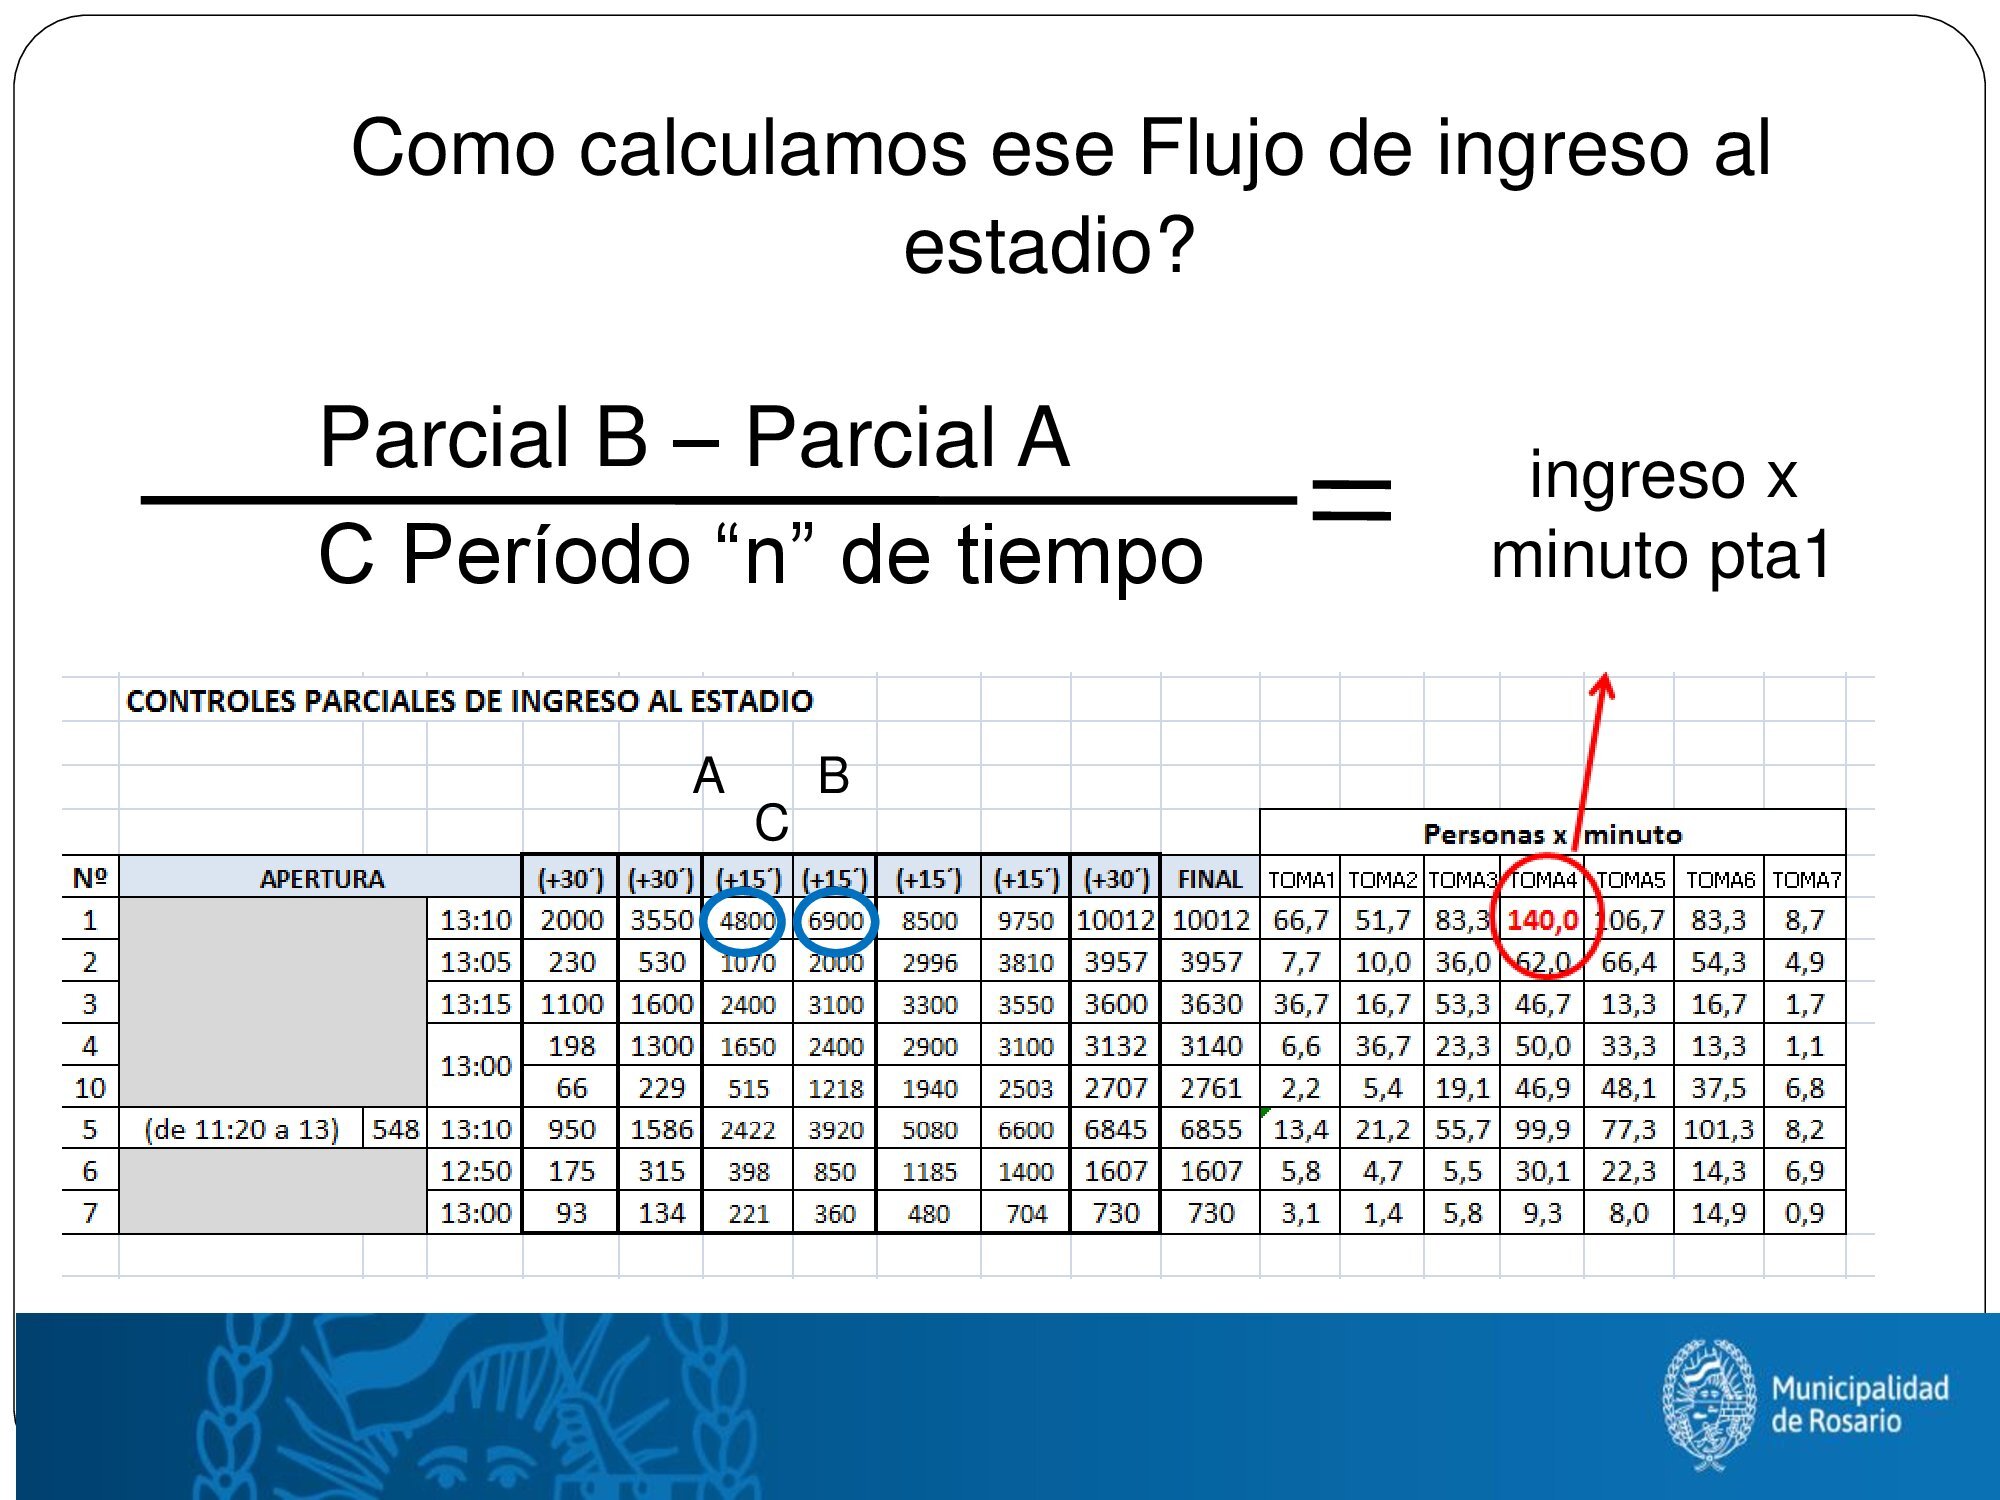 Como calculamos ese Flujo de ingreso al
estadio?
Parcial B – Parcial A
C Período “n” de tiempo
=
ingreso x
minuto pta1
CONTROLES PARCIALES DE INGRESO AL ESTADIO
A B
C
Personas x minuto
Nº APERTURA (+30´) (+30´) (+15´) (+15´) (+15´) (+15´) (+30´) FINAL TOMA1 TOMA2 TOMA3 TOMA4 TOMA5 TOMA6 TOMA7
1 13:10 2000 3550 4800 6900 8500 9750 10012 10012 66,7 51,7 83,3 140,0 106,7 83,3 8,7
2 13:05 230 530 1070 2000 2996 3810 3957 3957 7,7 10,0 36,0 62,0 66,4 54,3 4,9
3 13:15 1100 1600 2400 3100 3300 3550 3600 3630 36,7 16,7 53,3 46,7 13,3 16,7 1,7
4 13:00 198 1300 1650 2400 2900 3100 3132 3140 6,6 36,7 23,3 50,0 33,3 13,3 1,1
10 66 229 515 1218 1940 2503 2707 2761 2,2 5,4 19,1 46,9 48,1 37,5 6,8
5 (de 11:20 a 13) 548 13:10 950 1586 2422 3920 5080 6600 6845 6855 13,4 21,2 55,7 99,9 77,3 101,3 8,2
6 12:50 175 315 398 850 1185 1400 1607 1607 5,8 4,7 5,5 30,1 22,3 14,3 6,9
7 13:00 93 134 221 360 480 704 730 730 3,1 1,4 5,8 9,3 8,0 14,9 0,9
Municipalidad
de Rosario